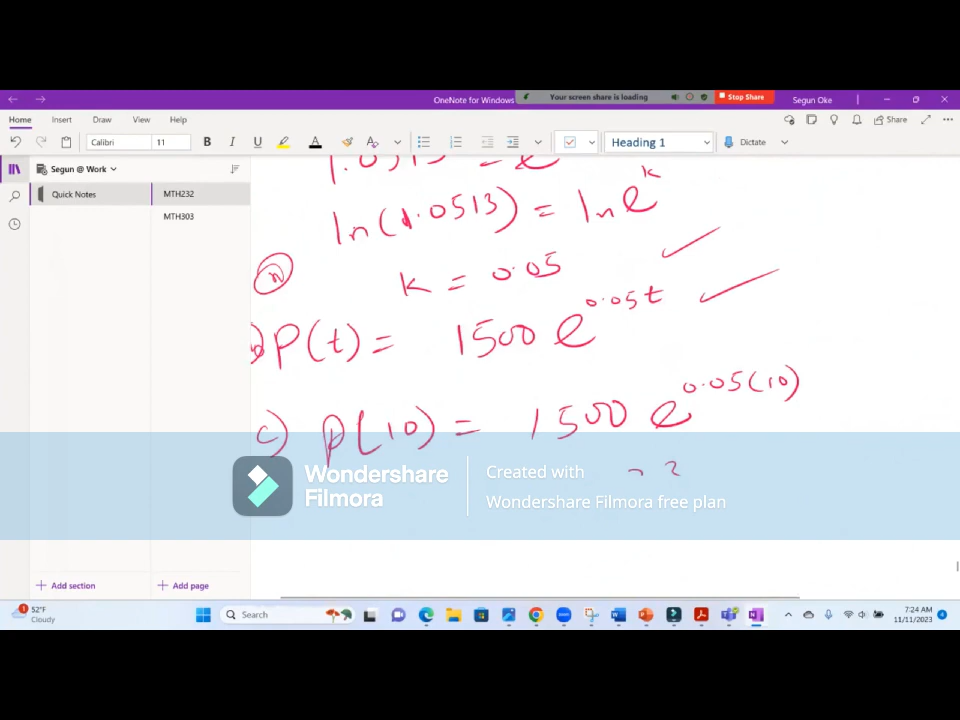 OneNote for Windows
Your screen share is loading
Stop Share
Segun Oke
Home Insert Draw View Help
Share
Calibri 11 B I U A Heading 1 Dictate
Segun @ Work
Quick Notes
MTH232
MTH303
ln(1.0513) = ln e^k
k = 0.05
P(t) = 1500 e^0.05t
c) P(10) = 1500 e^0.05(10)
Wondershare
Filmora
Created with
Wondershare Filmora free plan
+ Add section
+ Add page
1
52°F
Cloudy
Search
7:24 AM
11/11/2023
4